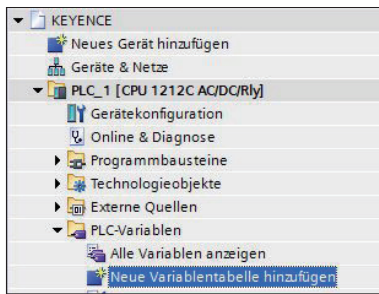 KEYENCE
Neues Gerät hinzufügen
Geräte & Netze
PLC_1 [CPU 1212C AC/DC/Rly]
Gerätekonfiguration
Online & Diagnose
Programmbausteine
Technologieobjekte
Externe Quellen
PLC-Variablen
Alle Variablen anzeigen
Neue Variablentabelle hinzufügen